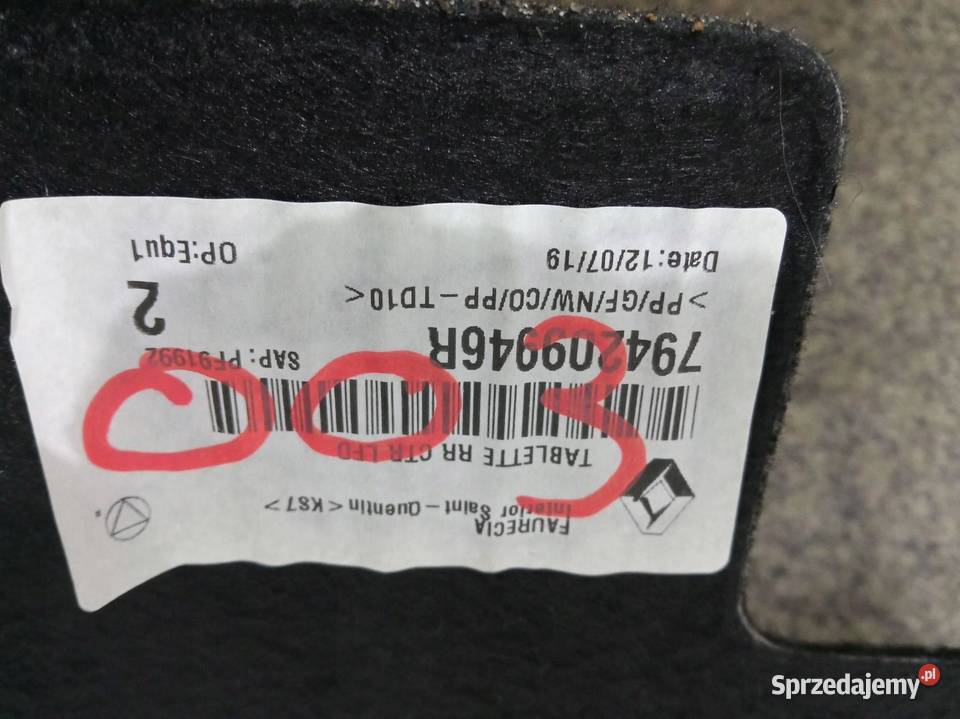 FAURECIA
Interior Saint-Quentin <KS7>
TABLETTE RR CTR LFD
794209946R SAP: PF91992
>PP/GF/NW/CO/PP-TD10< 2
Date:12/07/19 OP:Equ1
003
Sprzedajemy.pl